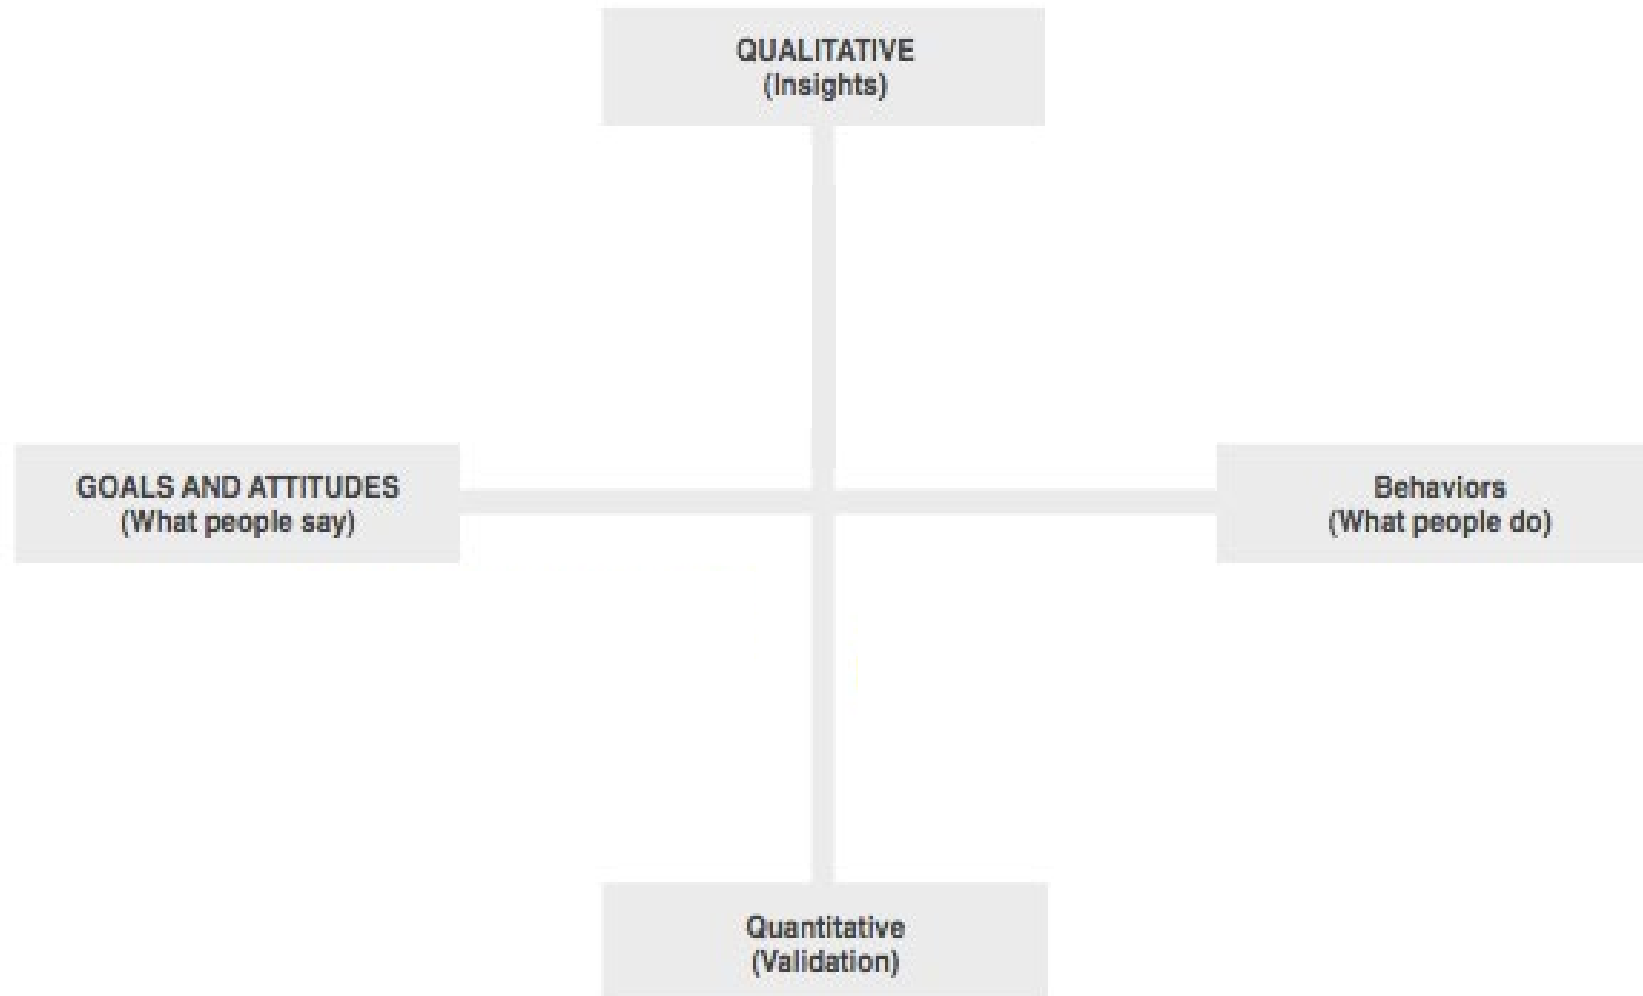 QUALITATIVE
(Insights)
GOALS AND ATTITUDES
(What people say)
Behaviors
(What people do)
Quantitative
(Validation)